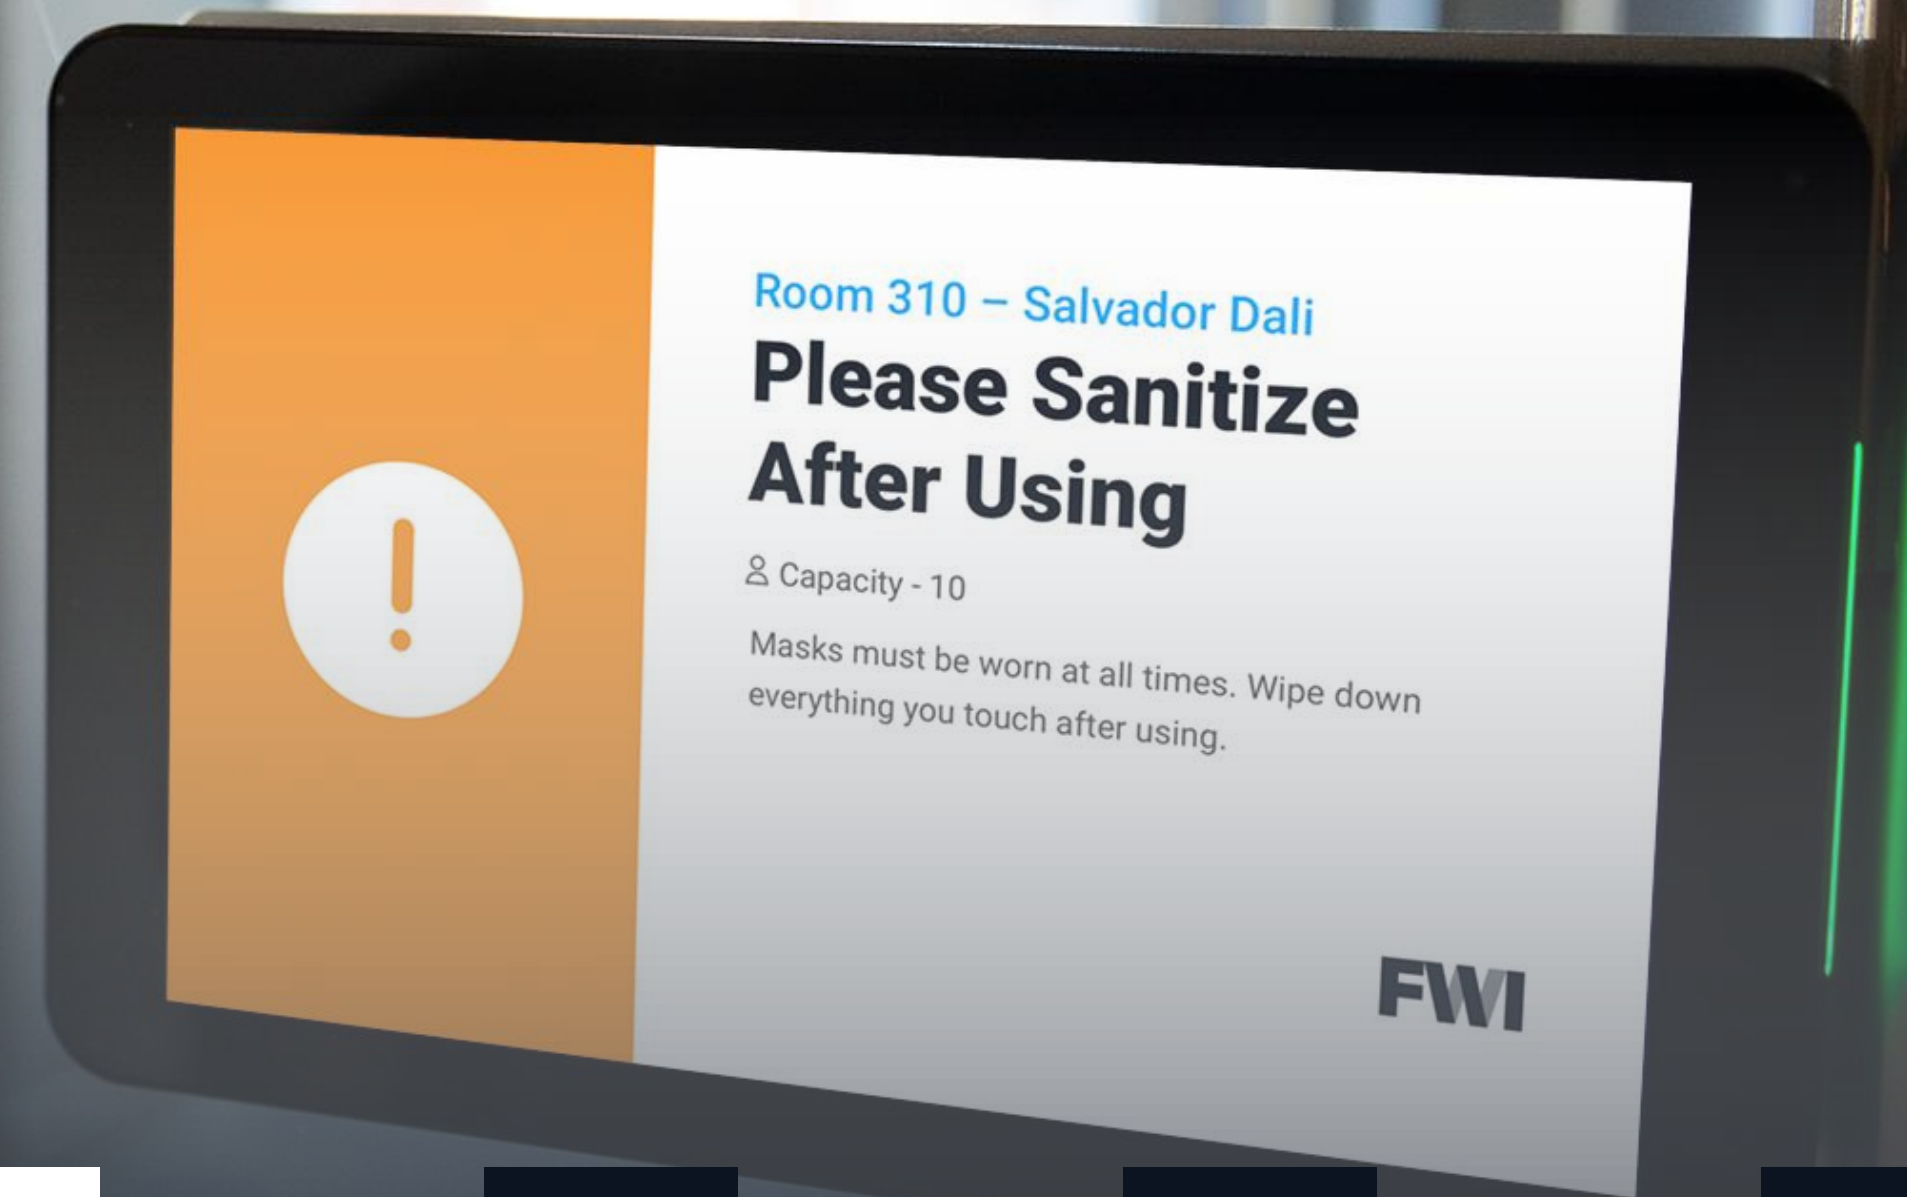 Room 310 – Salvador Dali
Please Sanitize
After Using
Capacity - 10
Masks must be worn at all times. Wipe down
everything you touch after using.
FWI